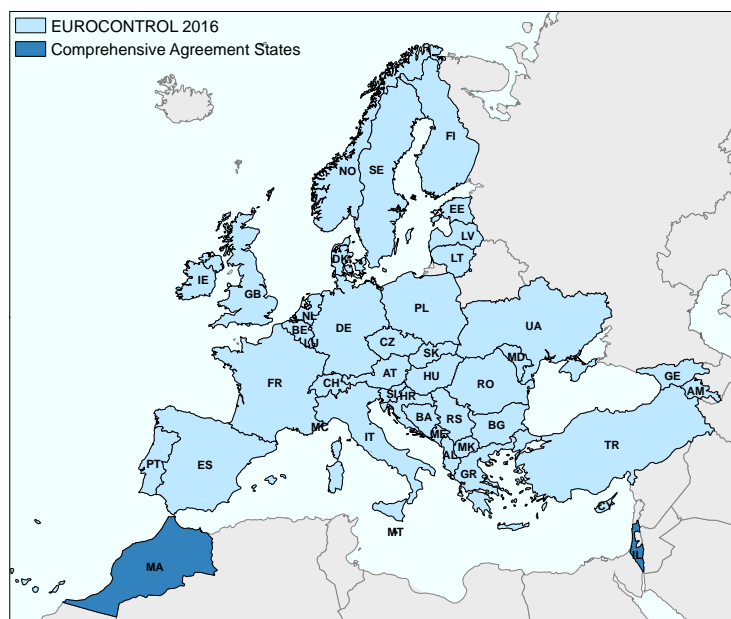 EUROCONTROL 2016
Comprehensive Agreement States
FI
NO
SE
EE
LV
LT
DK
IE
GB
NL
BE
LU
DE
PL
UA
CZ
SK
MD
FR
CH
AT
HU
RO
SI
HR
BA
RS
BG
GE
AM
MC
IT
ME
MK
AL
GR
TR
PT
ES
CY
MT
IL
MA